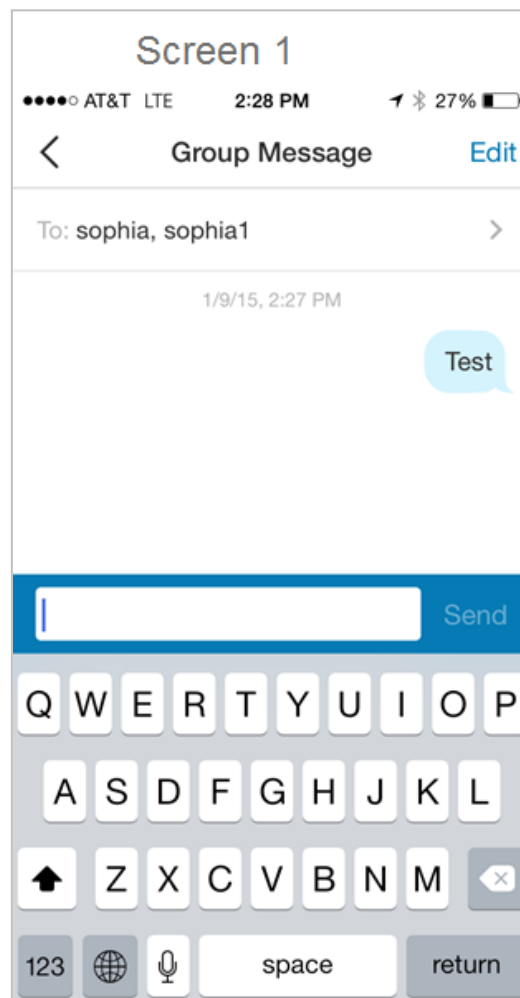 Screen 1
AT&T LTE 2:28 PM 27%
Group Message Edit
To: sophia, sophia1
1/9/15, 2:27 PM
Test
Send
Q W E R T Y U I O P
A S D F G H J K L
Z X C V B N M
123 space return